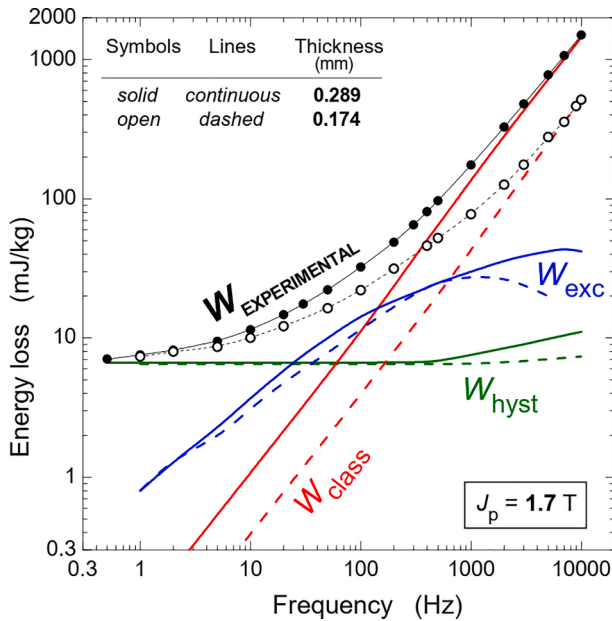 2000
1000
100
10
1
0.3
Energy loss (mJ/kg)
Symbols Lines Thickness
(mm)
solid continuous 0.289
open dashed 0.174
W EXPERIMENTAL
W exc
W hyst
W class
J p = 1.7 T
0.3 1 10 100 1000 10000
Frequency (Hz)